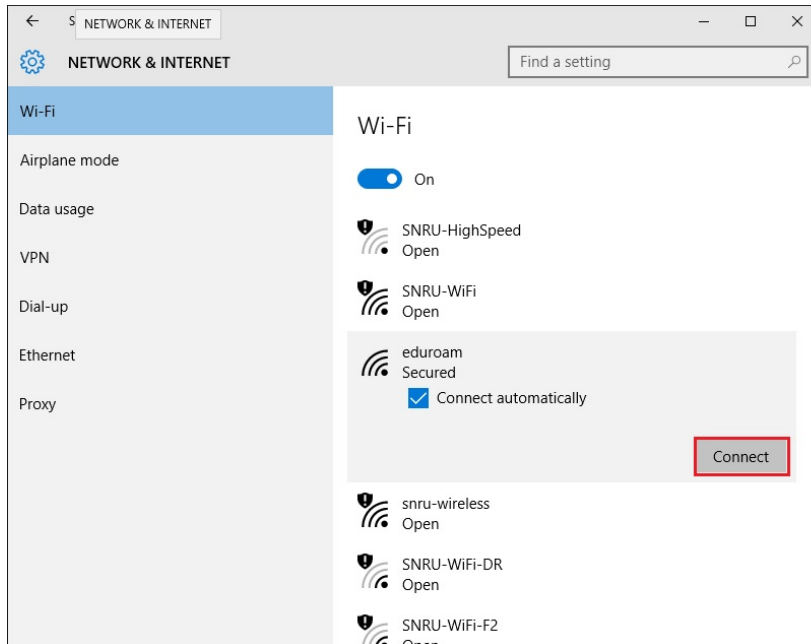 S
NETWORK & INTERNET
NETWORK & INTERNET
Find a setting
Wi-Fi
Airplane mode
Data usage
VPN
Dial-up
Ethernet
Proxy
Wi-Fi
On
SNRU-HighSpeed
Open
SNRU-WiFi
Open
eduroam
Secured
Connect automatically
Connect
snru-wireless
Open
SNRU-WiFi-DR
Open
SNRU-WiFi-F2
Open